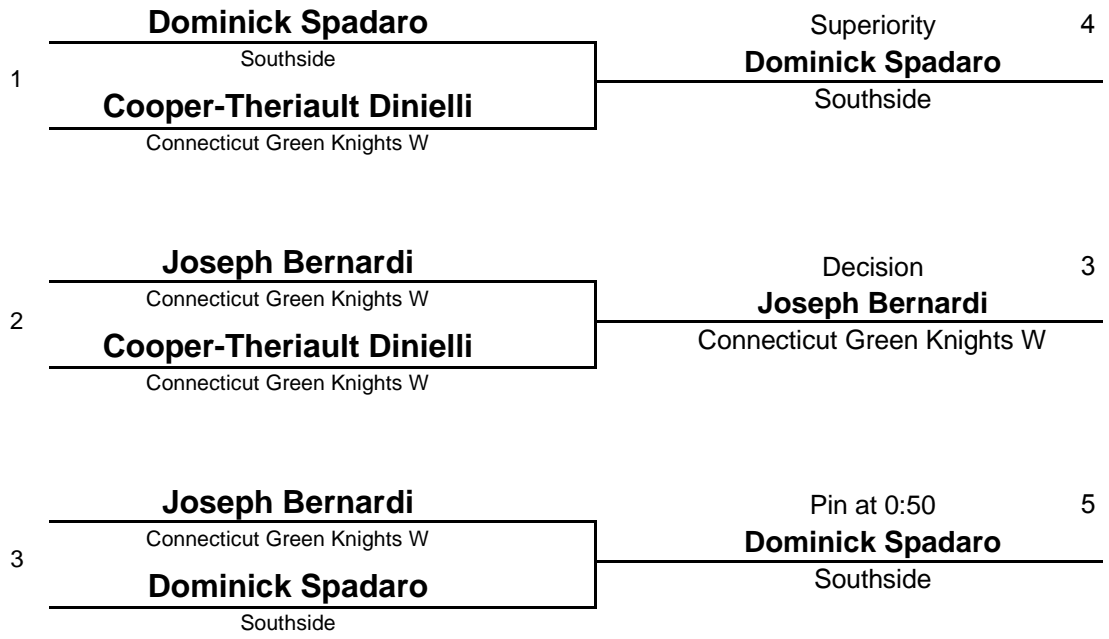 Dominick Spadaro
Southside
1
Cooper-Theriault Dinielli
Connecticut Green Knights W
Superiority 4
Dominick Spadaro
Southside
Joseph Bernardi
Connecticut Green Knights W
2
Cooper-Theriault Dinielli
Connecticut Green Knights W
Decision 3
Joseph Bernardi
Connecticut Green Knights W
Joseph Bernardi
Connecticut Green Knights W
3
Dominick Spadaro
Southside
Pin at 0:50 5
Dominick Spadaro
Southside